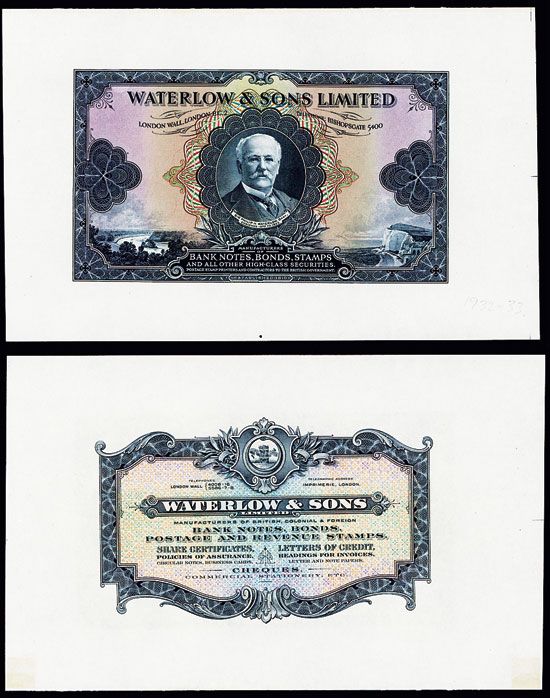 WATERLOW & SONS LIMITED
LONDON WALL, LONDON BISHOPSGATE 5400
MANUFACTURERS
OF
BANK NOTES, BONDS, STAMPS
AND ALL OTHER HIGH-CLASS SECURITIES.
POSTAGE STAMP PRINTERS AND CONTRACTORS TO THE BRITISH GOVERNMENT.
1932-33.
TELEPHONES
LONDON WALL
TELEGRAPHIC ADDRESS
IMPRIMERIE, LONDON.
WATERLOW & SONS
LIMITED
MANUFACTURERS OF BRITISH, COLONIAL & FOREIGN
BANK NOTES, BONDS,
POSTAGE AND REVENUE STAMPS.
SHARE CERTIFICATES, LETTERS OF CREDIT,
POLICIES OF ASSURANCE, HEADINGS FOR INVOICES,
CIRCULAR NOTES, BUSINESS CARDS, LETTER AND NOTE PAPERS.
CHEQUES,
COMMERCIAL STATIONERY, ETC.